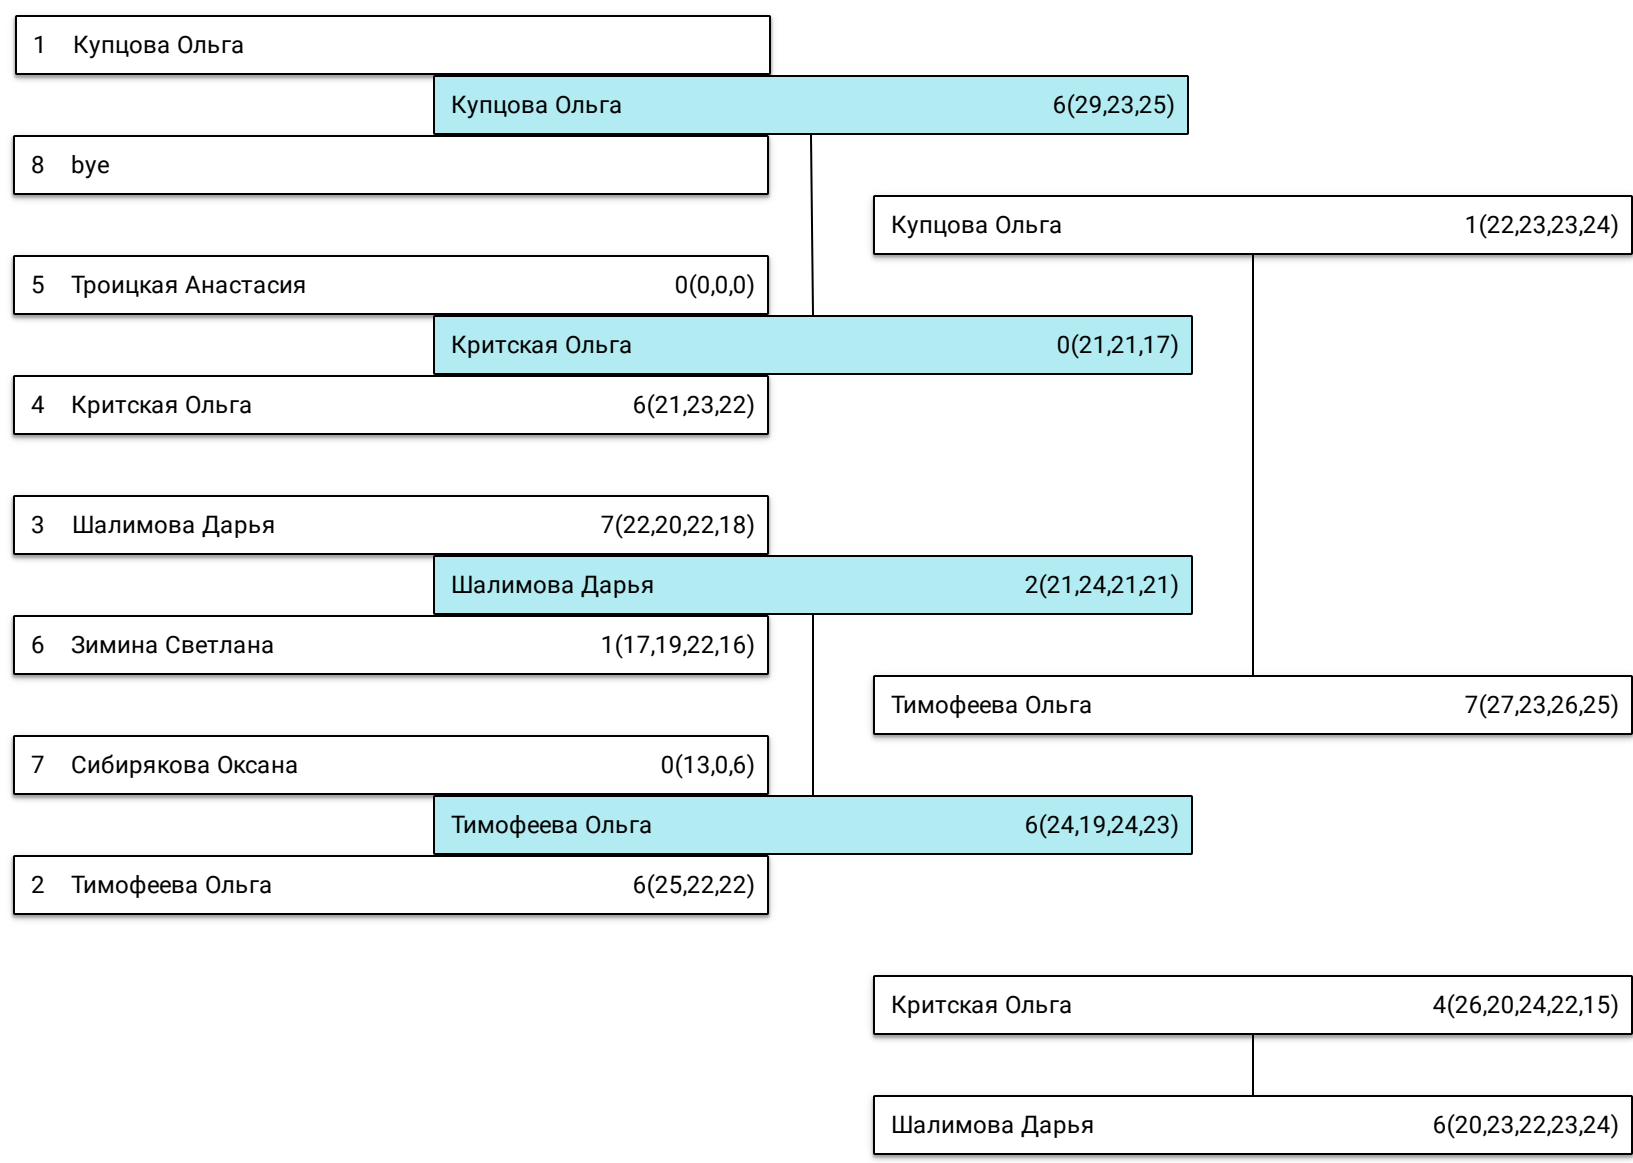 1 Купцова Ольга
Купцова Ольга 6(29,23,25)
8 bye
Купцова Ольга 1(22,23,23,24)
5 Троицкая Анастасия 0(0,0,0)
Критская Ольга 0(21,21,17)
4 Критская Ольга 6(21,23,22)
3 Шалимова Дарья 7(22,20,22,18)
Шалимова Дарья 2(21,24,21,21)
6 Зимина Светлана 1(17,19,22,16)
Тимофеева Ольга 7(27,23,26,25)
7 Сибирякова Оксана 0(13,0,6)
Тимофеева Ольга 6(24,19,24,23)
2 Тимофеева Ольга 6(25,22,22)
Критская Ольга 4(26,20,24,22,15)
Шалимова Дарья 6(20,23,22,23,24)